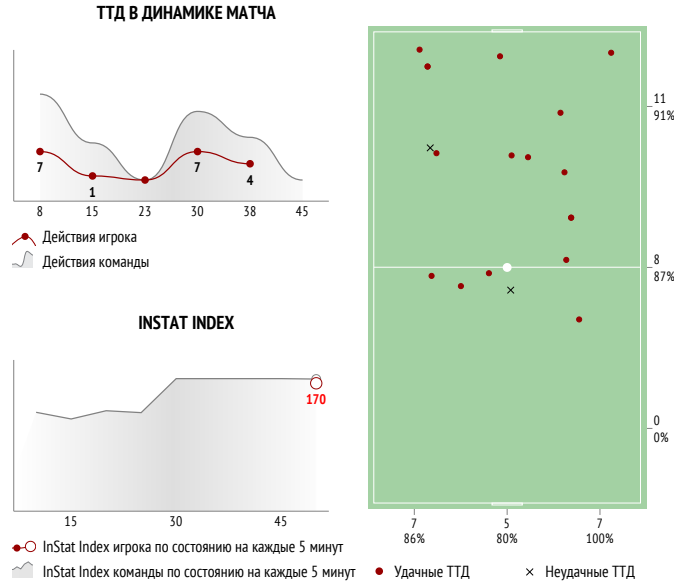 ТТД В ДИНАМИКЕ МАТЧА
7
1
7
4
8 15 23 30 38 45
Действия игрока
Действия команды
INSTAT INDEX
170
15 30 45
InStat Index игрока по состоянию на каждые 5 минут
InStat Index команды по состоянию на каждые 5 минут
11
91%
8
87%
0
0%
7 5 7
86% 80% 100%
Удачные ТТД
Неудачные ТТД